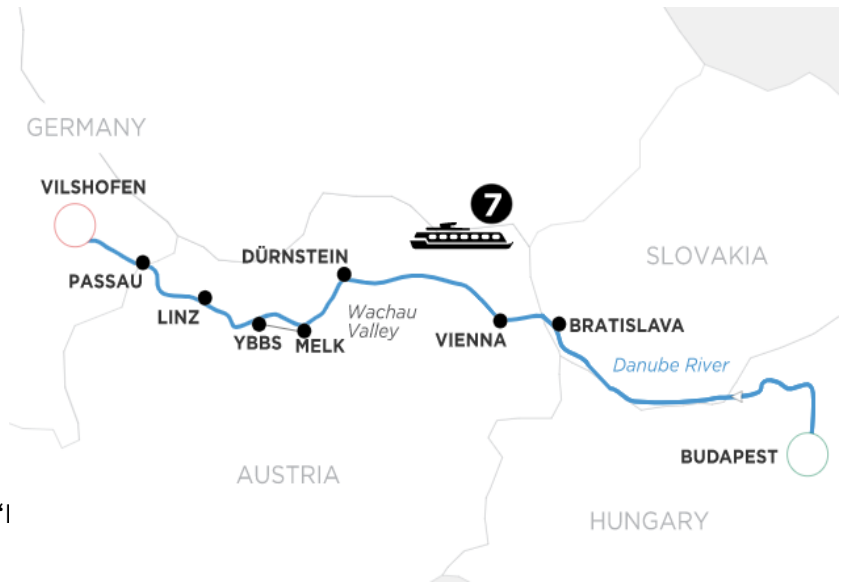 GERMANY
VILSHOFEN
7
DÜRNSTEIN
SLOVAKIA
PASSAU
LINZ
Wachau
Valley
YBBS
MELK
VIENNA
BRATISLAVA
Danube River
BUDAPEST
AUSTRIA
HUNGARY